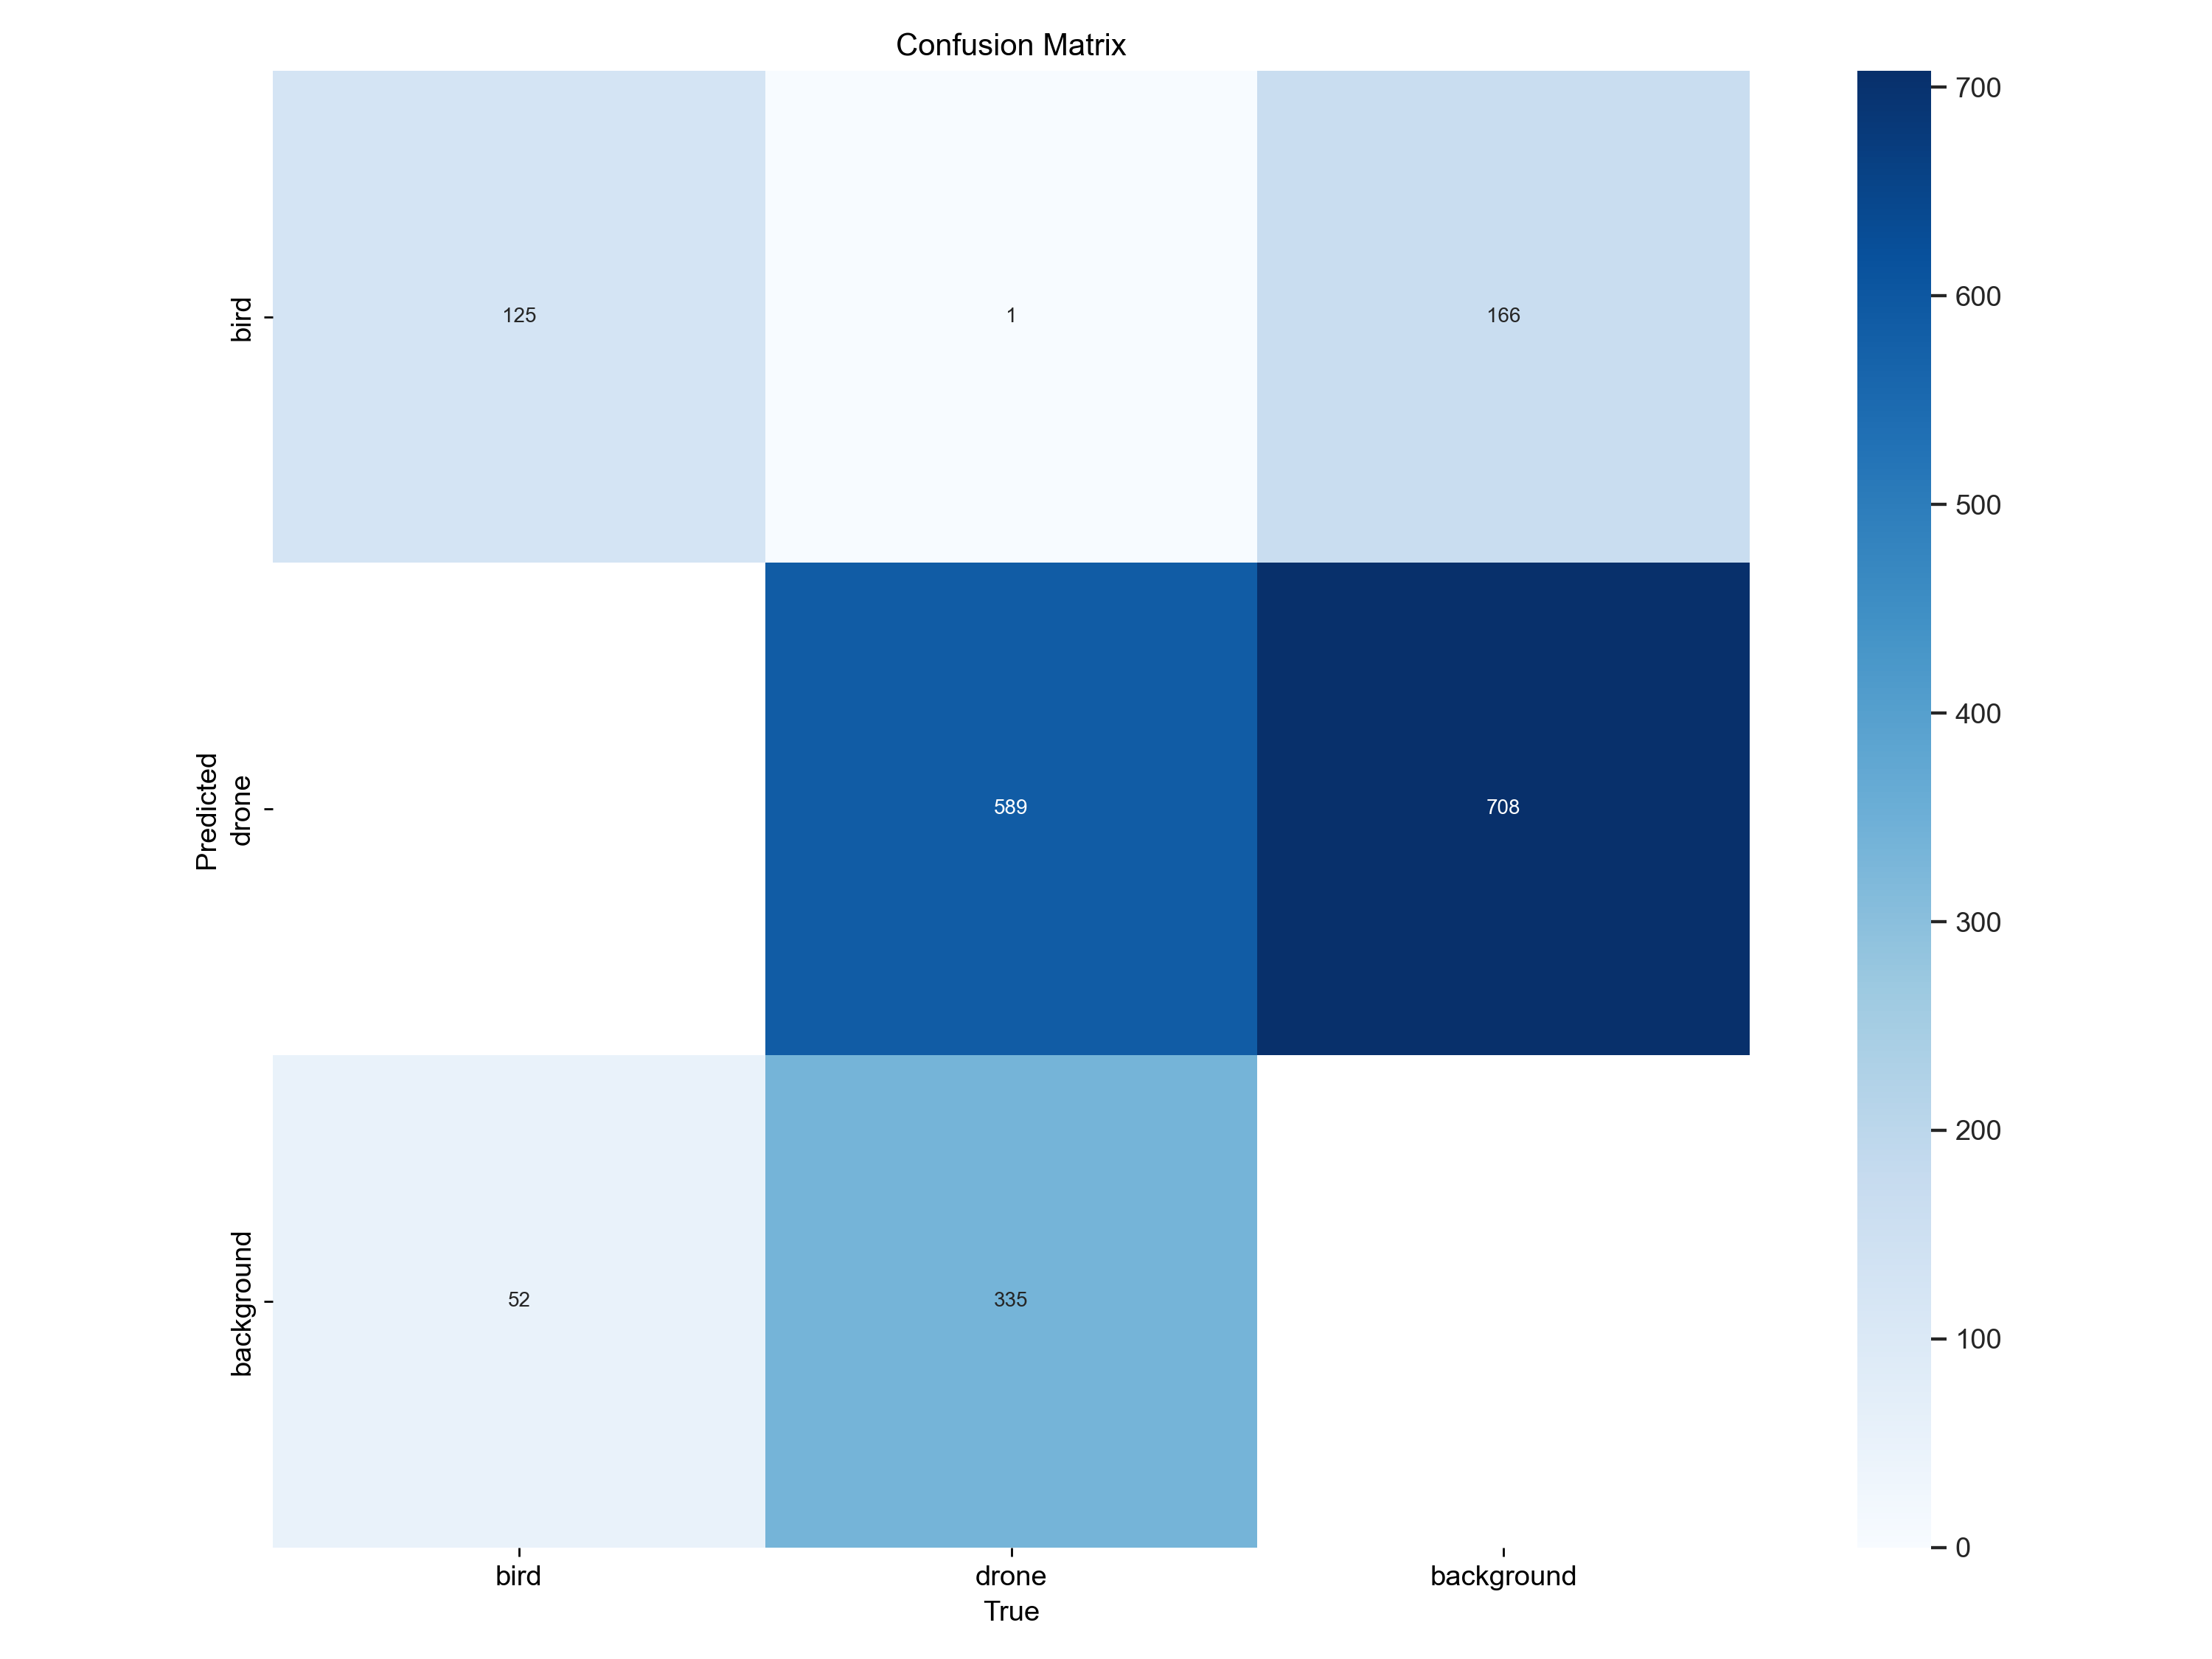 Confusion Matrix
bird
125
1
166
Predicted
drone
589
708
background
52
335
bird
drone
background
True
700
600
500
400
300
200
100
0